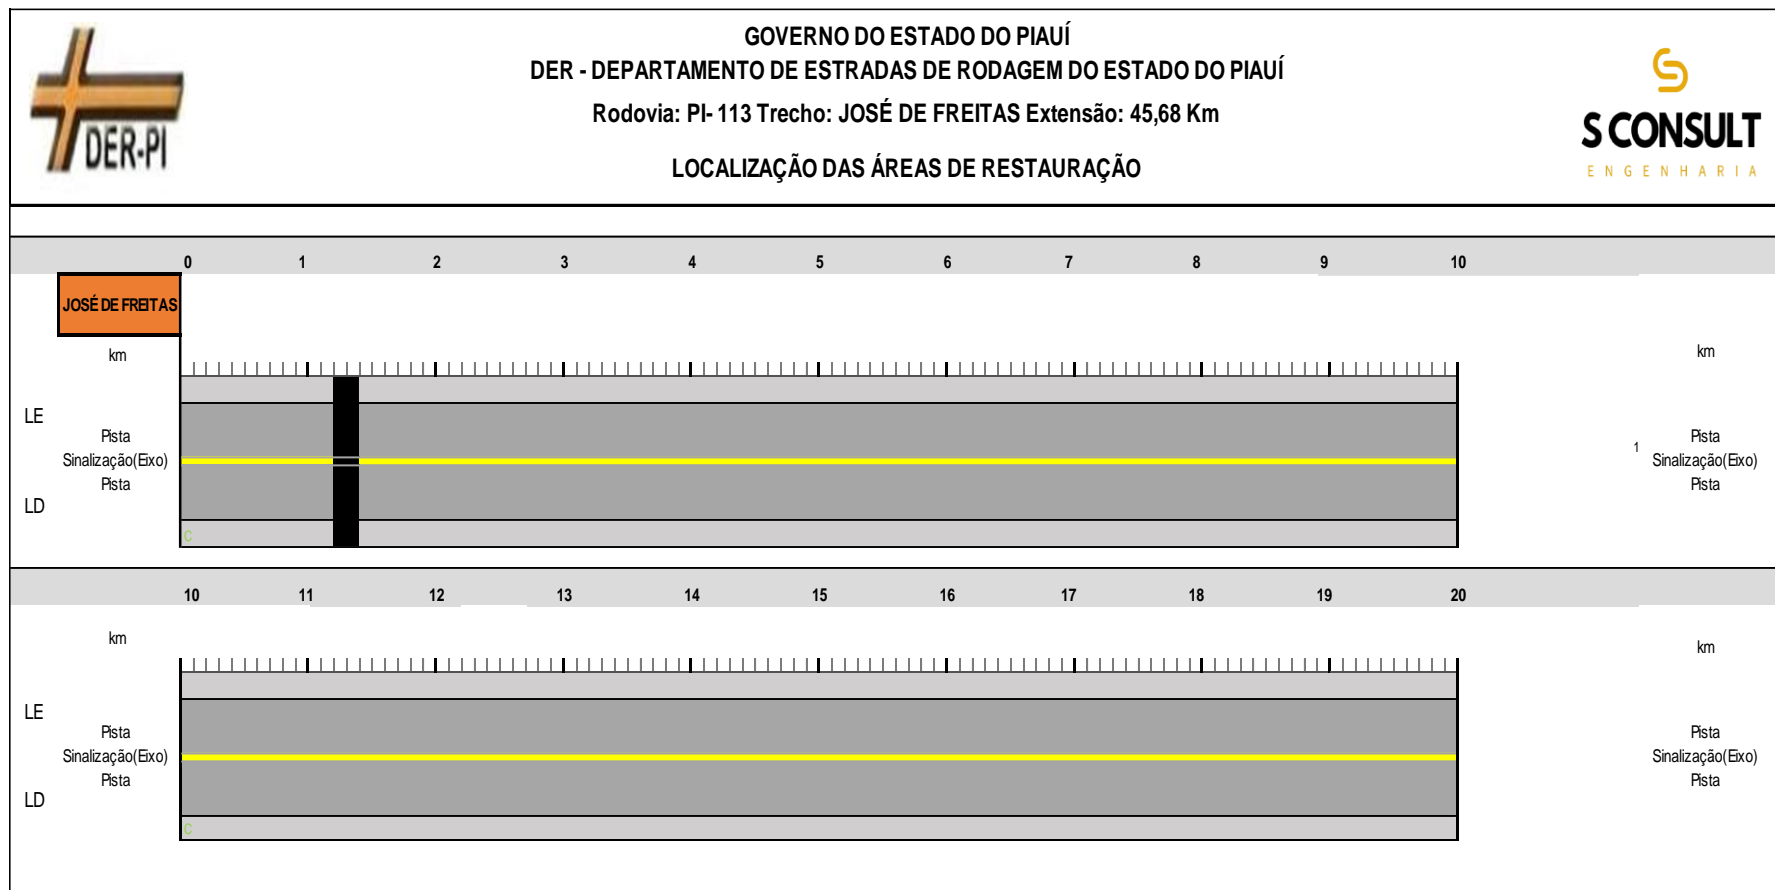 DER-PI
GOVERNO DO ESTADO DO PIAUÍ
DER - DEPARTAMENTO DE ESTRADAS DE RODAGEM DO ESTADO DO PIAUÍ
Rodovia: PI- 113 Trecho: JOSÉ DE FREITAS Extensão: 45,68 Km
LOCALIZAÇÃO DAS ÁREAS DE RESTAURAÇÃO
S CONSULT
ENGENHARIA
0 1 2 3 4 5 6 7 8 9 10
JOSÉ DE FREITAS
km
km
LE
Pista
Sinalização(Eixo)
Pista
LD
C
1
Pista
Sinalização(Eixo)
Pista
10 11 12 13 14 15 16 17 18 19 20
km
km
LE
Pista
Sinalização(Eixo)
Pista
LD
C
Pista
Sinalização(Eixo)
Pista